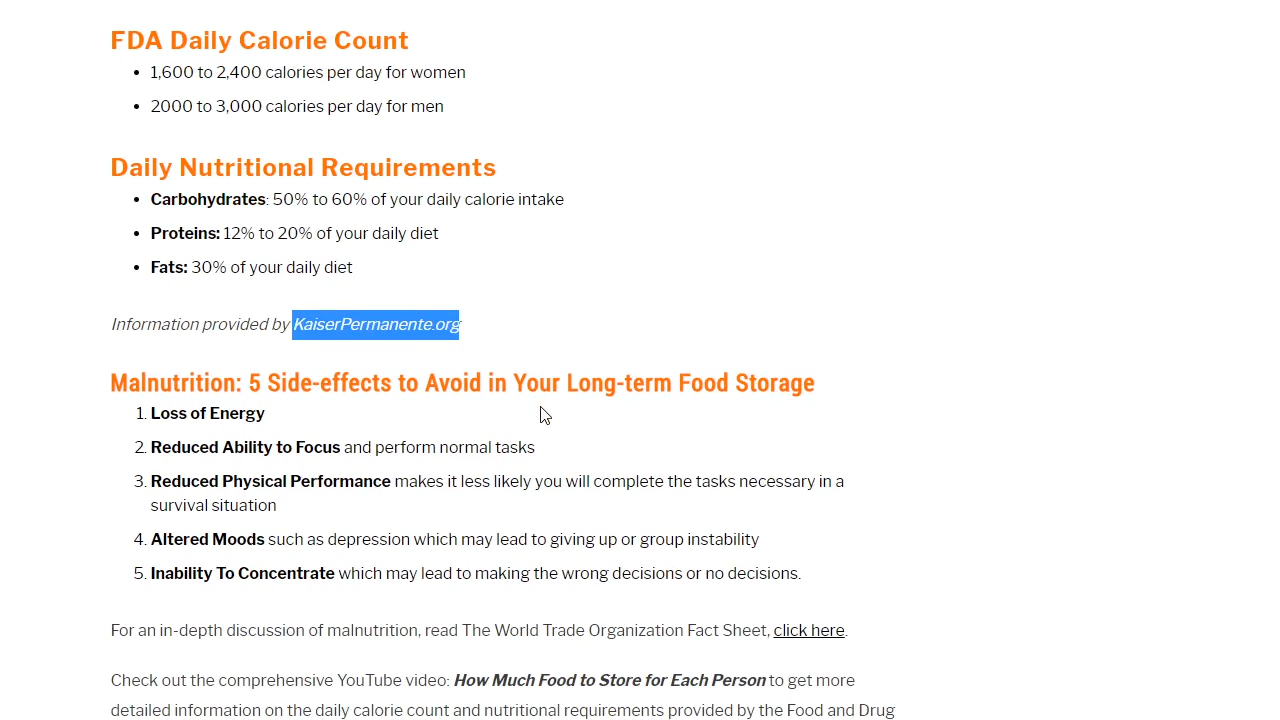 FDA Daily Calorie Count
• 1,600 to 2,400 calories per day for women
• 2000 to 3,000 calories per day for men
Daily Nutritional Requirements
• Carbohydrates: 50% to 60% of your daily calorie intake
• Proteins: 12% to 20% of your daily diet
• Fats: 30% of your daily diet
Information provided by KaiserPermanente.org
Malnutrition: 5 Side-effects to Avoid in Your Long-term Food Storage
1. Loss of Energy
2. Reduced Ability to Focus and perform normal tasks
3. Reduced Physical Performance makes it less likely you will complete the tasks necessary in a
survival situation
4. Altered Moods such as depression which may lead to giving up or group instability
5. Inability To Concentrate which may lead to making the wrong decisions or no decisions.
For an in-depth discussion of malnutrition, read The World Trade Organization Fact Sheet, click here.
Check out the comprehensive YouTube video: How Much Food to Store for Each Person to get more
detailed information on the daily calorie count and nutritional requirements provided by the Food and Drug